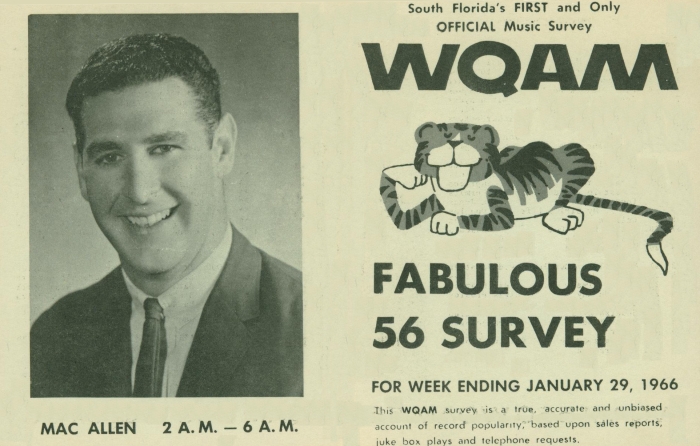 MAC ALLEN 2 A.M. — 6 A.M.
South Florida's FIRST and Only
OFFICIAL Music Survey
WQAM
FABULOUS
56 SURVEY
FOR WEEK ENDING JANUARY 29, 1966
This WQAM survey is a true, accurate and unbiased
account of record popularity, based upon sales reports,
juke box plays and telephone requests.